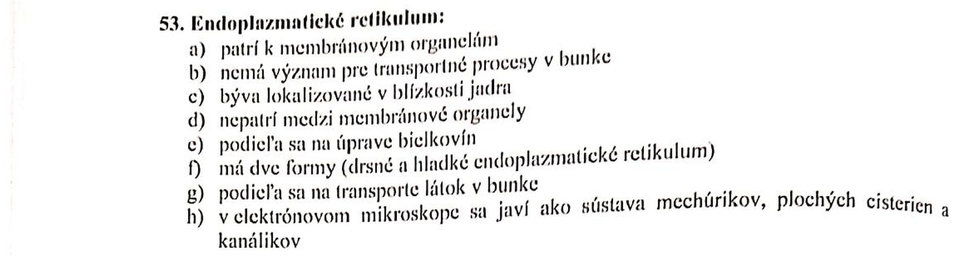 53. Endoplazmatické retikulum:
a) patrí k membránovým organelám
b) nemá význam pre transportné procesy v bunke
c) býva lokalizované v blízkosti jadra
d) nepatrí medzi membránové organely
e) podieľa sa na úprave bielkovín
f) má dve formy (drsné a hladké endoplazmatické retikulum)
g) podieľa sa na transporte látok v bunke
h) v elektrónovom mikroskope sa javí ako sústava mechúrikov, plochých cisterien a
kanálikov